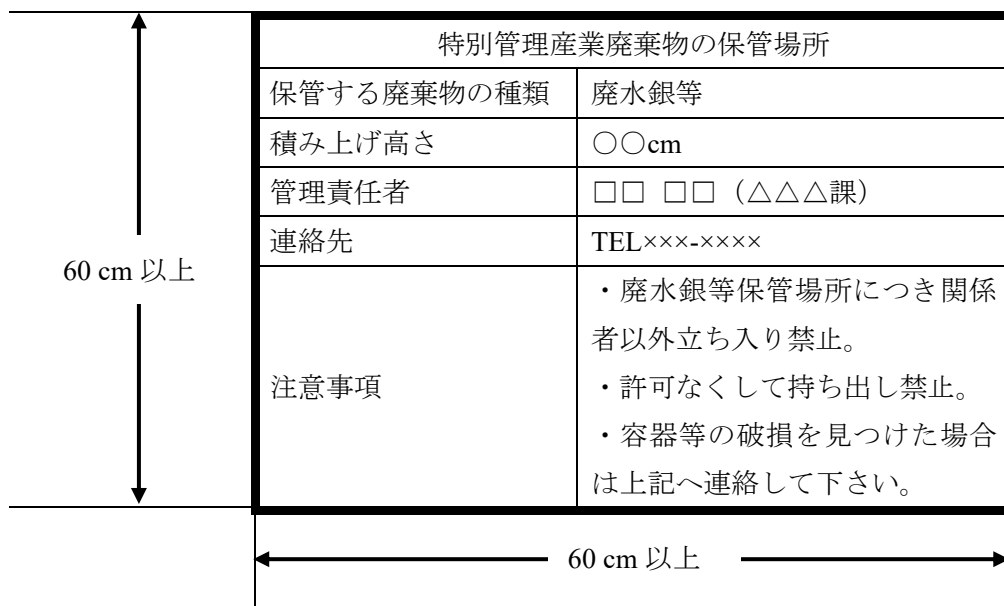 特別管理産業廃棄物の保管場所
保管する廃棄物の種類 廃水銀等
積み上げ高さ ○○cm
管理責任者 □□ □□（△△△課）
連絡先 TEL×××-××××
60 cm 以上
注意事項
・廃水銀等保管場所につき関係
者以外立ち入り禁止。
・許可なくして持ち出し禁止。
・容器等の破損を見つけた場合
は上記へ連絡して下さい。
60 cm 以上